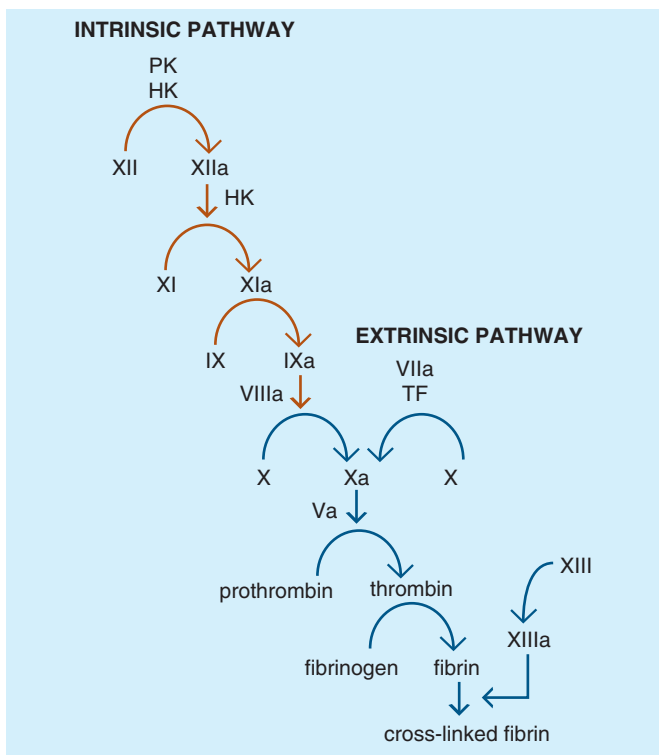 INTRINSIC PATHWAY
PK
HK
XII XIIa
HK
XI XIa
EXTRINSIC PATHWAY
IX IXa
VIIa
TF
VIIIa
X Xa X
Va
prothrombin thrombin
XIII
XIIIa
fibrinogen fibrin
cross-linked fibrin